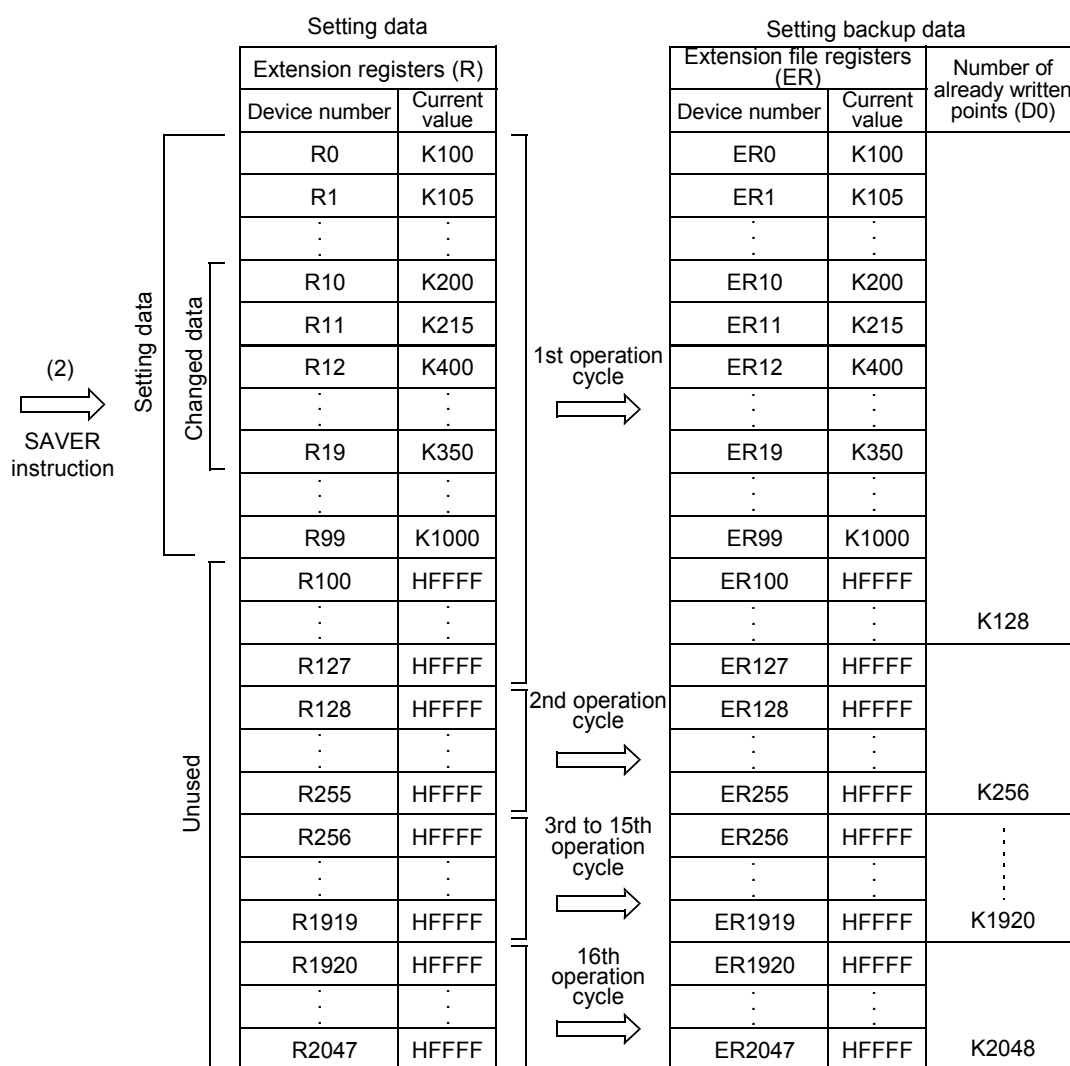 Setting data
Setting backup data
Extension registers (R)
Extension file registers
(ER)
Number of
already written
points (D0)
Device number
Current
value
Device number
Current
value
R0 K100 ER0 K100
R1 K105 ER1 K105
R10 K200 ER10 K200
R11 K215 ER11 K215
R12 K400 ER12 K400
R19 K350 ER19 K350
R99 K1000 ER99 K1000
R100 HFFFF ER100 HFFFF
K128
R127 HFFFF ER127 HFFFF
R128 HFFFF ER128 HFFFF
R255 HFFFF ER255 HFFFF K256
R256 HFFFF ER256 HFFFF
R1919 HFFFF ER1919 HFFFF K1920
R1920 HFFFF ER1920 HFFFF
R2047 HFFFF ER2047 HFFFF K2048
(2)
SAVER
instruction
Setting data
Changed data
Unused
1st operation
cycle
2nd operation
cycle
3rd to 15th
operation
cycle
16th
operation
cycle